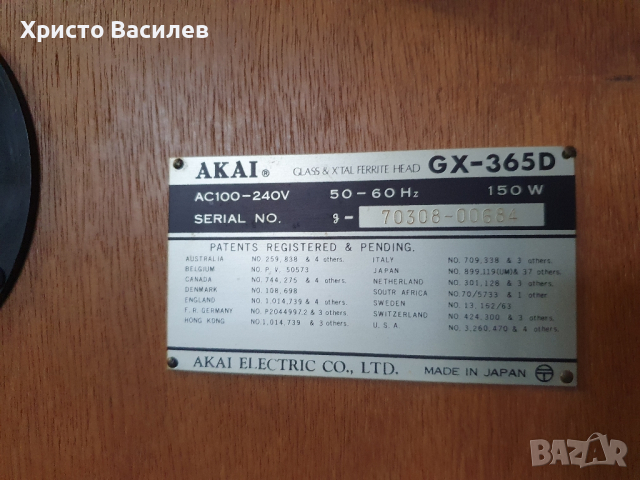 Христо Василев
AKAI® GLASS & X'TAL FERRITE HEAD GX-365D
AC100-240V 50-60Hz 150W
SERIAL NO. 9- 70308-00684
PATENTS REGISTERED & PENDING.
AUSTRALIA NO. 259,838 & 4 others. ITALY NO. 709,338 & 3 others.
BELGIUM NO. P.V. 50573 JAPAN NO. 899,119(UM)& 37 others.
CANADA NO. 744,275 & 4 others. NETHERLAND NO. 301,128 & 3 others.
DENMARK NO. 108,698 SOUTH AFRICA NO. 70/5733 & 1 other
ENGLAND NO. 1,014,739 & 4 others. SWEDEN NO. 13,162/63
F.R. GERMANY NO. P2044997.2 & 3 others. SWITZERLAND NO. 424,300 & 3 others.
HONG KONG NO. 1,014,739 & 3 others. U.S.A. NO. 3,260,470 & 4 others.
AKAI ELECTRIC CO., LTD. MADE IN JAPAN
BAZAR